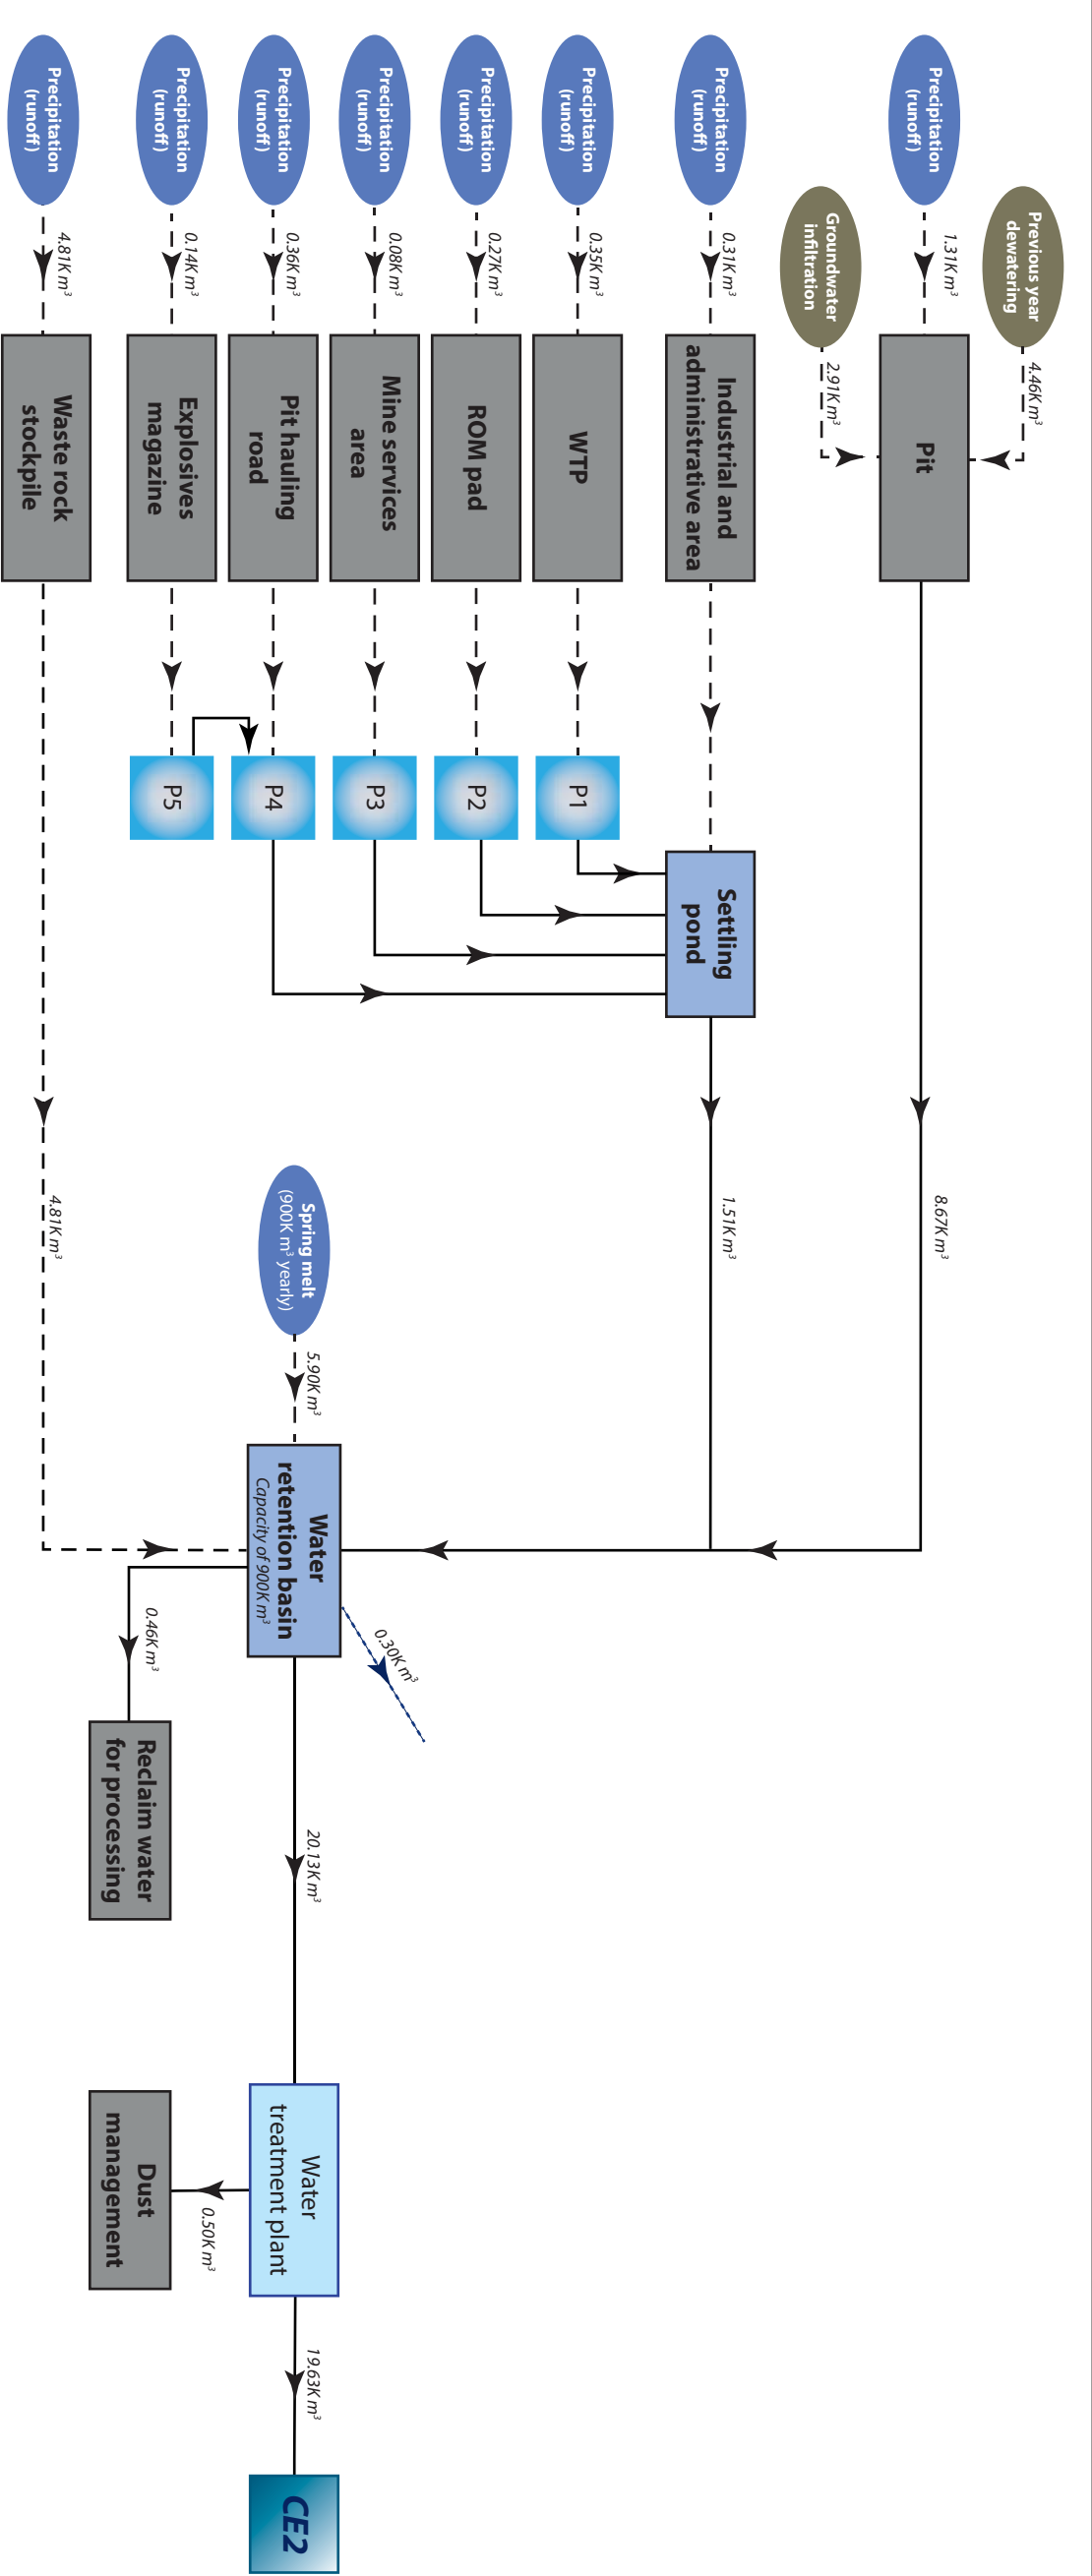 Previous year
dewatering
4.46K m³
Precipitation
(runoff)
1.31K m³
Pit
8.67K m³
Groundwater
infiltration
2.91K m³
Precipitation
(runoff)
0.31K m³
Industrial and
administrative area
Settling
pond
1.51K m³
Precipitation
(runoff)
0.35K m³
WTP
P1
Precipitation
(runoff)
0.27K m³
ROM pad
P2
Precipitation
(runoff)
0.08K m³
Mine services
area
P3
Precipitation
(runoff)
0.36K m³
Pit hauling
road
P4
Precipitation
(runoff)
0.14K m³
Explosives
magazine
P5
Precipitation
(runoff)
4.81K m³
Waste rock
stockpile
4.81K m³
Spring melt
(900K m³ yearly)
5.90K m³
Water
retention basin
Capacity of 900K m³
0.30K m³
0.46K m³
Reclaim water
for processing
20.13K m³
Water
treatment plant
0.50K m³
Dust
management
19.63K m³
CE2